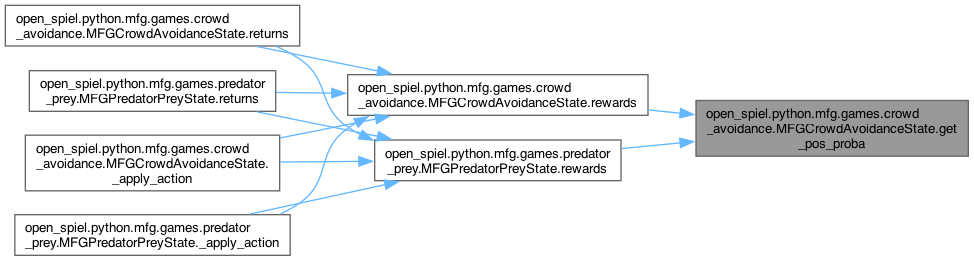 open_spiel.python.mfg.games.crowd
_avoidance.MFGCrowdAvoidanceState.returns
open_spiel.python.mfg.games.predator
_prey.MFGPredatorPreyState.returns
open_spiel.python.mfg.games.crowd
_avoidance.MFGCrowdAvoidanceState.
_apply_action
open_spiel.python.mfg.games.predator
_prey.MFGPredatorPreyState._apply_action
open_spiel.python.mfg.games.crowd
_avoidance.MFGCrowdAvoidanceState.rewards
open_spiel.python.mfg.games.predator
_prey.MFGPredatorPreyState.rewards
open_spiel.python.mfg.games.crowd
_avoidance.MFGCrowdAvoidanceState.get
_pos_proba